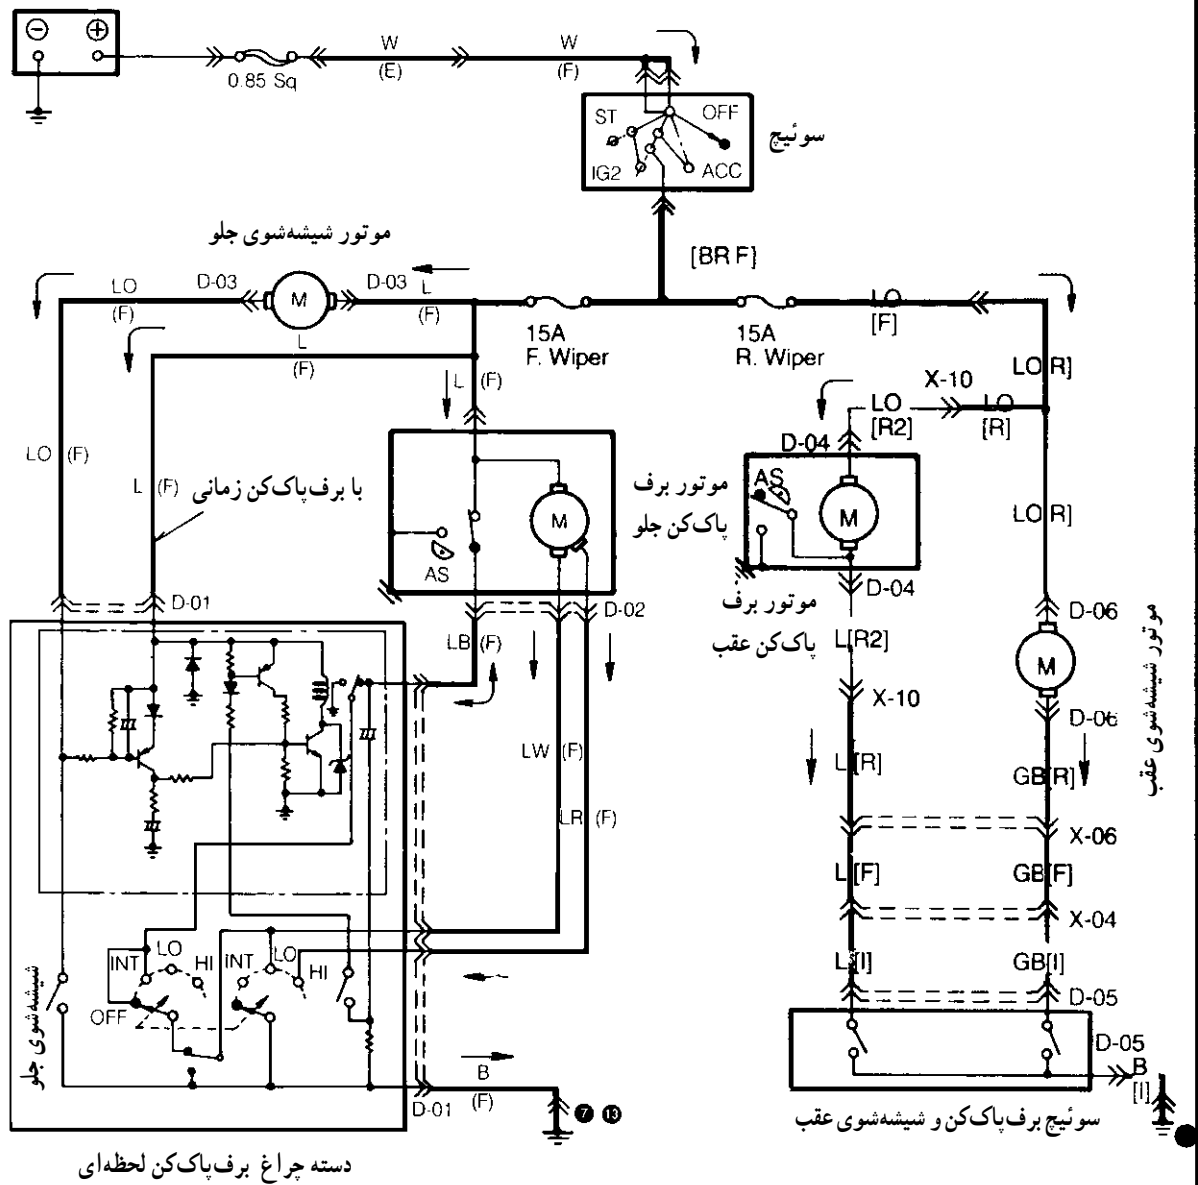 − +
W
(E)
W
(F)
0.85 Sq
ST
OFF
IG2
ACC
سوئیچ
[BR F]
موتور شیشه‌شوی جلو
LO
(F)
D-03
M
D-03
L
(F)
15A
F. Wiper
15A
R. Wiper
LO
[F]
L
(F)
L (F)
LO R]
X-10
LO
[R2]
LO
[R]
D-04
LO (F)
L (F)
با برف‌پاک‌کن زمانی
M
AS
موتور برف
پاک‌کن جلو
AS
M
LO R]
D-01
D-02
D-04
موتور برف
پاک‌کن عقب
D-06
M
موتور شیشه‌شوی عقب
LB (F)
L[R2]
X-10
D-06
LW (F)
L[R]
GB[R]
LR (F)
X-06
L[F]
GB[F]
X-04
INT
LO
HI
INT
LO
HI
OFF
شیشه‌شوی جلو
L[I]
GB[I]
D-05
D-05
B
[I]
B
(F)
D-01
7 13
سوئیچ برف‌پاک‌کن و شیشه‌شوی عقب
دسته چراغ برف‌پاک‌کن لحظه‌ای